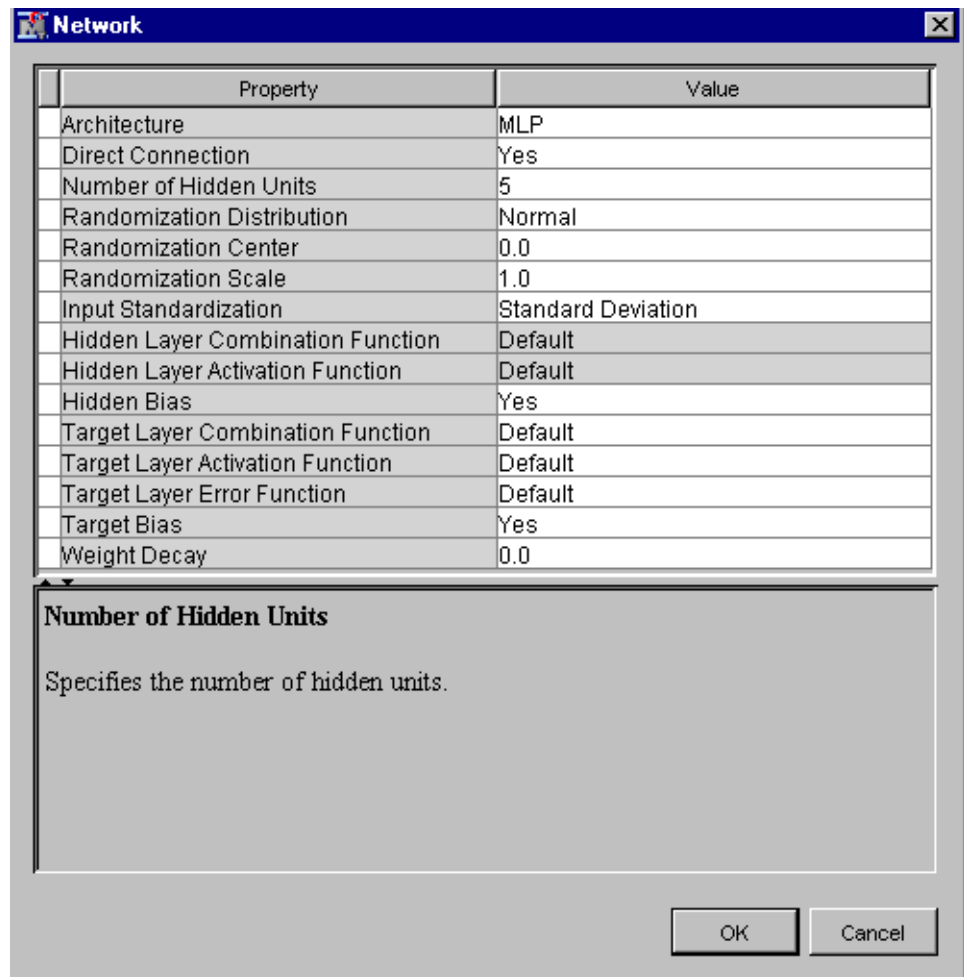 Network
Property Value
Architecture MLP
Direct Connection Yes
Number of Hidden Units 5
Randomization Distribution Normal
Randomization Center 0.0
Randomization Scale 1.0
Input Standardization Standard Deviation
Hidden Layer Combination Function Default
Hidden Layer Activation Function Default
Hidden Bias Yes
Target Layer Combination Function Default
Target Layer Activation Function Default
Target Layer Error Function Default
Target Bias Yes
Weight Decay 0.0
Number of Hidden Units
Specifies the number of hidden units.
OK Cancel